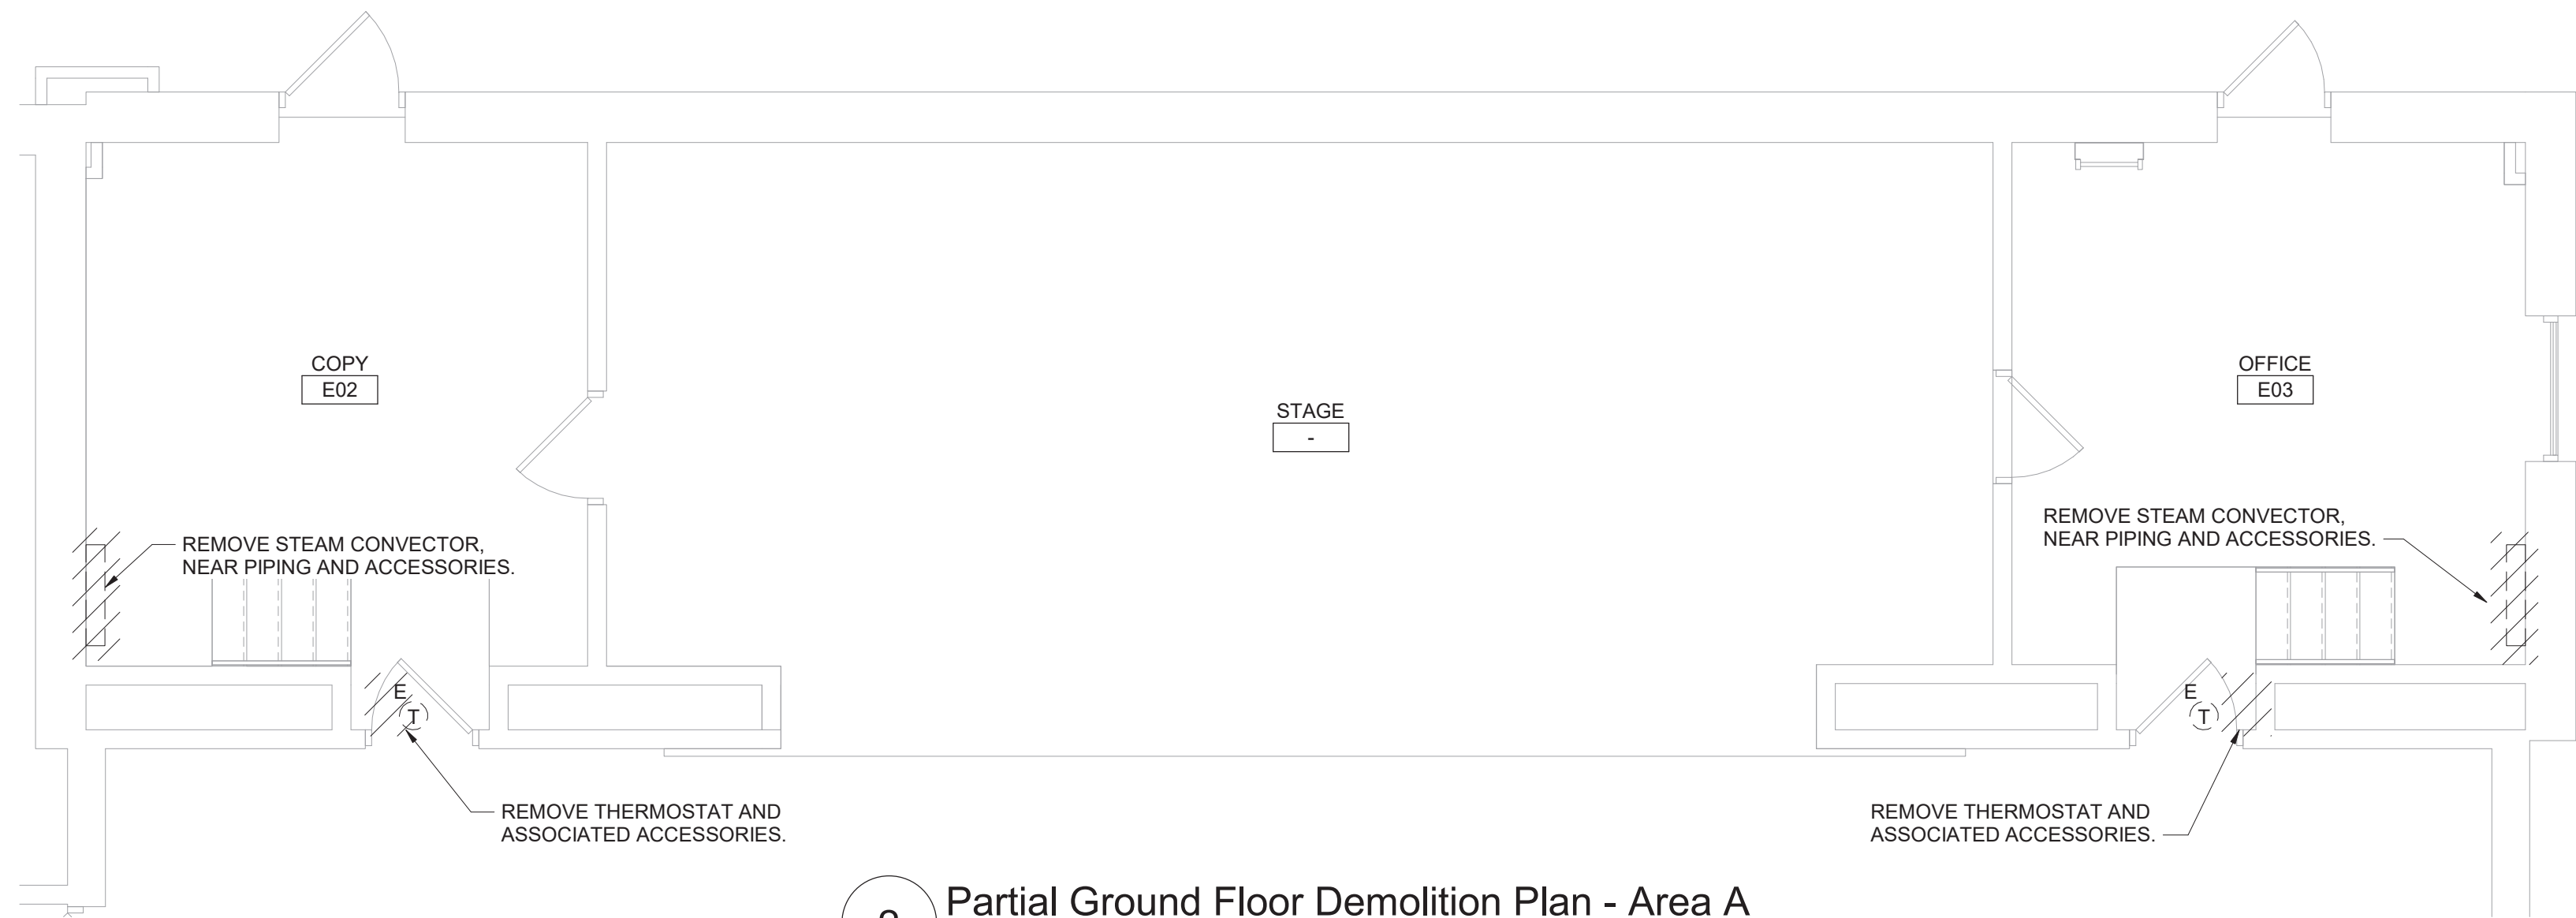 COPY
E02
STAGE
-
OFFICE
E03
REMOVE STEAM CONVECTOR,
NEAR PIPING AND ACCESSORIES.
REMOVE STEAM CONVECTOR,
NEAR PIPING AND ACCESSORIES.
E
T
E
T
REMOVE THERMOSTAT AND
ASSOCIATED ACCESSORIES.
REMOVE THERMOSTAT AND
ASSOCIATED ACCESSORIES.
Partial Ground Floor Demolition Plan - Area A